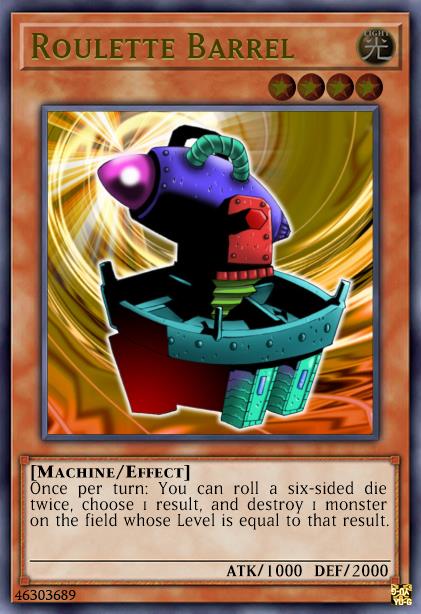 Roulette Barrel
LIGHT
光
[Machine/Effect]
Once per turn: You can roll a six-sided die
twice, choose 1 result, and destroy 1 monster
on the field whose Level is equal to that result.
ATK/1000 DEF/2000
46303689